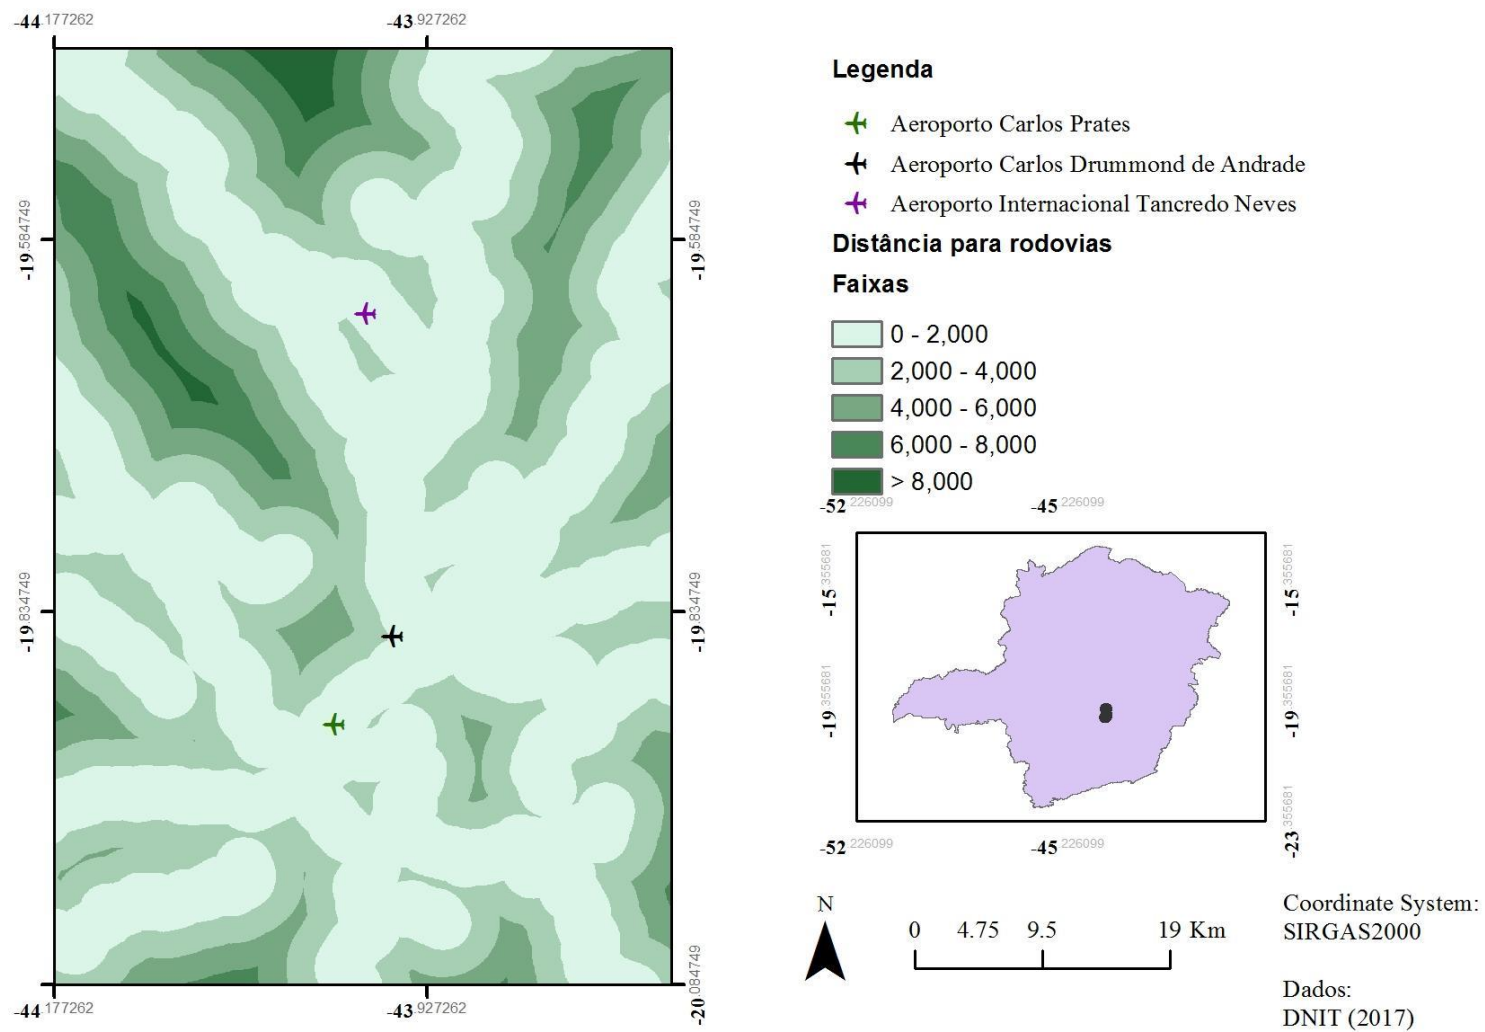 -44.177262
-43.927262
-19.584749
-19.584749
-19.834749
-19.834749
-20.084749
-44.177262
-43.927262
Legenda
Aeroporto Carlos Prates
Aeroporto Carlos Drummond de Andrade
Aeroporto Internacional Tancredo Neves
Distância para rodovias
Faixas
0 - 2,000
2,000 - 4,000
4,000 - 6,000
6,000 - 8,000
> 8,000
-52.226099
-45.226099
-15.355681
-15.355681
-19.355681
-19.355681
-23.355681
-52.226099
-45.226099
N
0 4.75 9.5 19 Km
Coordinate System:
SIRGAS2000
Dados:
DNIT (2017)